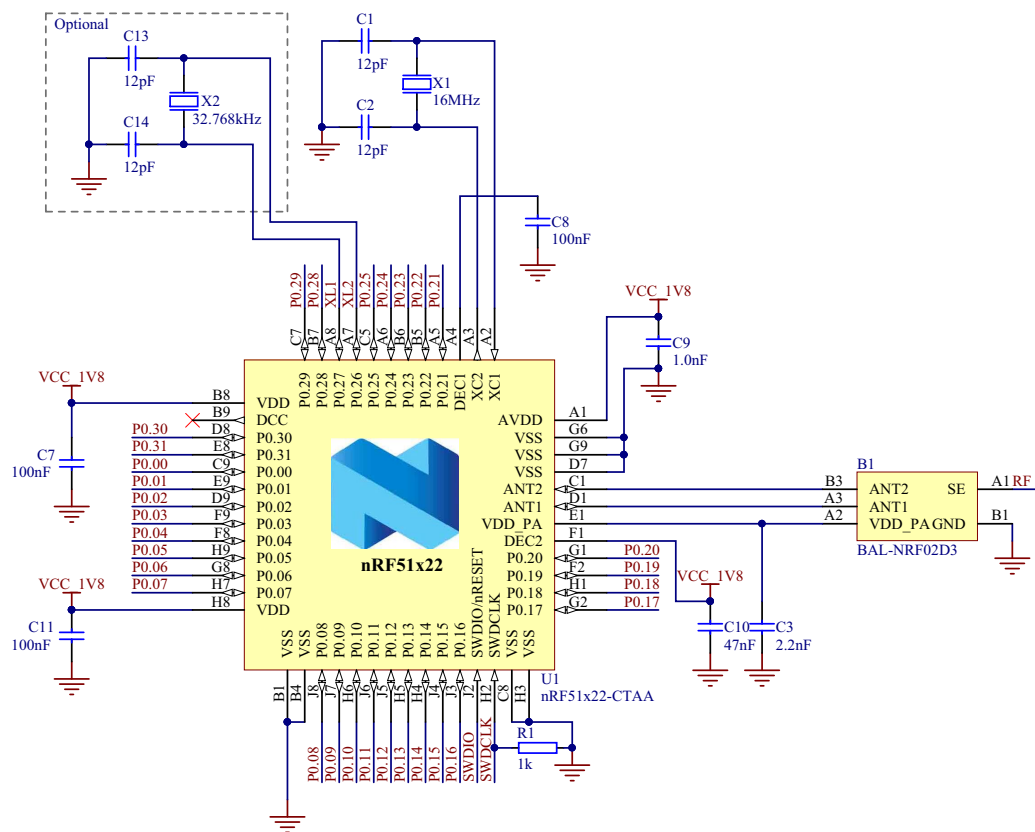 Optional
C13
12pF
X2
32.768kHz
C14
12pF
C1
12pF
X1
16MHz
C2
12pF
C8
100nF
P0.29
P0.28
XL1
XL2
P0.25
P0.24
P0.23
P0.22
P0.21
C7
B7
A8
A7
C5
A6
B6
B5
A5
A4
A3
A2
P0.29
P0.28
P0.27
P0.26
P0.25
P0.24
P0.23
P0.22
P0.21
DEC1
XC2
XC1
VCC_1V8
C9
1.0nF
VCC_1V8
C7
100nF
B8 VDD
B9 DCC
P0.30 D8 P0.30
P0.31 E8 P0.31
P0.00 C9 P0.00
P0.01 E9 P0.01
P0.02 D9 P0.02
P0.03 F9 P0.03
P0.04 F8 P0.04
P0.05 H9 P0.05
P0.06 G8 P0.06
P0.07 H7 P0.07
H8 VDD
VCC_1V8
C11
100nF
nRF51x22
AVDD A1
VSS G6
VSS G9
VSS D7
ANT2 C1
ANT1 D1
VDD_PA E1
DEC2 F1
P0.20 G1 P0.20
P0.19 F2 P0.19
P0.18 H1 P0.18
P0.17 G2 P0.17
B1
B3 ANT2 SE A1 RF
A3 ANT1
A2 VDD_PA GND B1
BAL-NRF02D3
VCC_1V8
C10
47nF
C3
2.2nF
VSS
VSS
P0.08
P0.09
P0.10
P0.11
P0.12
P0.13
P0.14
P0.15
P0.16
SWDIO/nRESET
SWDCLK
VSS
VSS
U1
nRF51x22-CTAA
B1
B4
J8
J7
H6
J6
J5
H5
H4
J4
J3
J2
H2
C8
H3
P0.08
P0.09
P0.10
P0.11
P0.12
P0.13
P0.14
P0.15
P0.16
SWDIO
SWDCLK
R1
1k